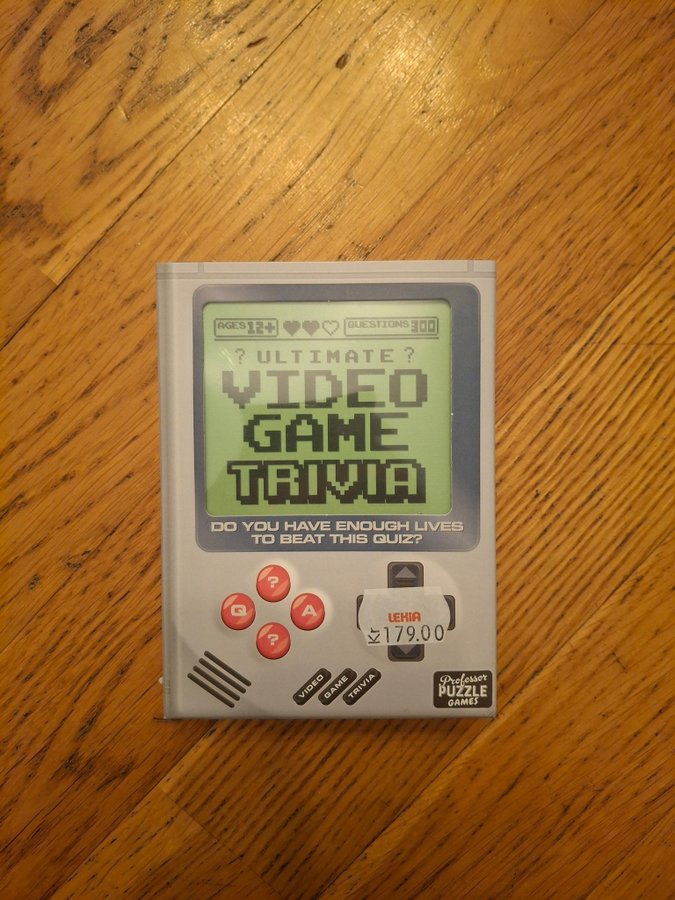 AGES 12+ QUESTIONS 300
? ULTIMATE ?
VIDEO
GAME
TRIVIA
DO YOU HAVE ENOUGH LIVES
TO BEAT THIS QUIZ?
?
Q A
?
LEKIA
Kr 179.00
VIDEO GAME TRIVIA
Professor
PUZZLE
GAMES